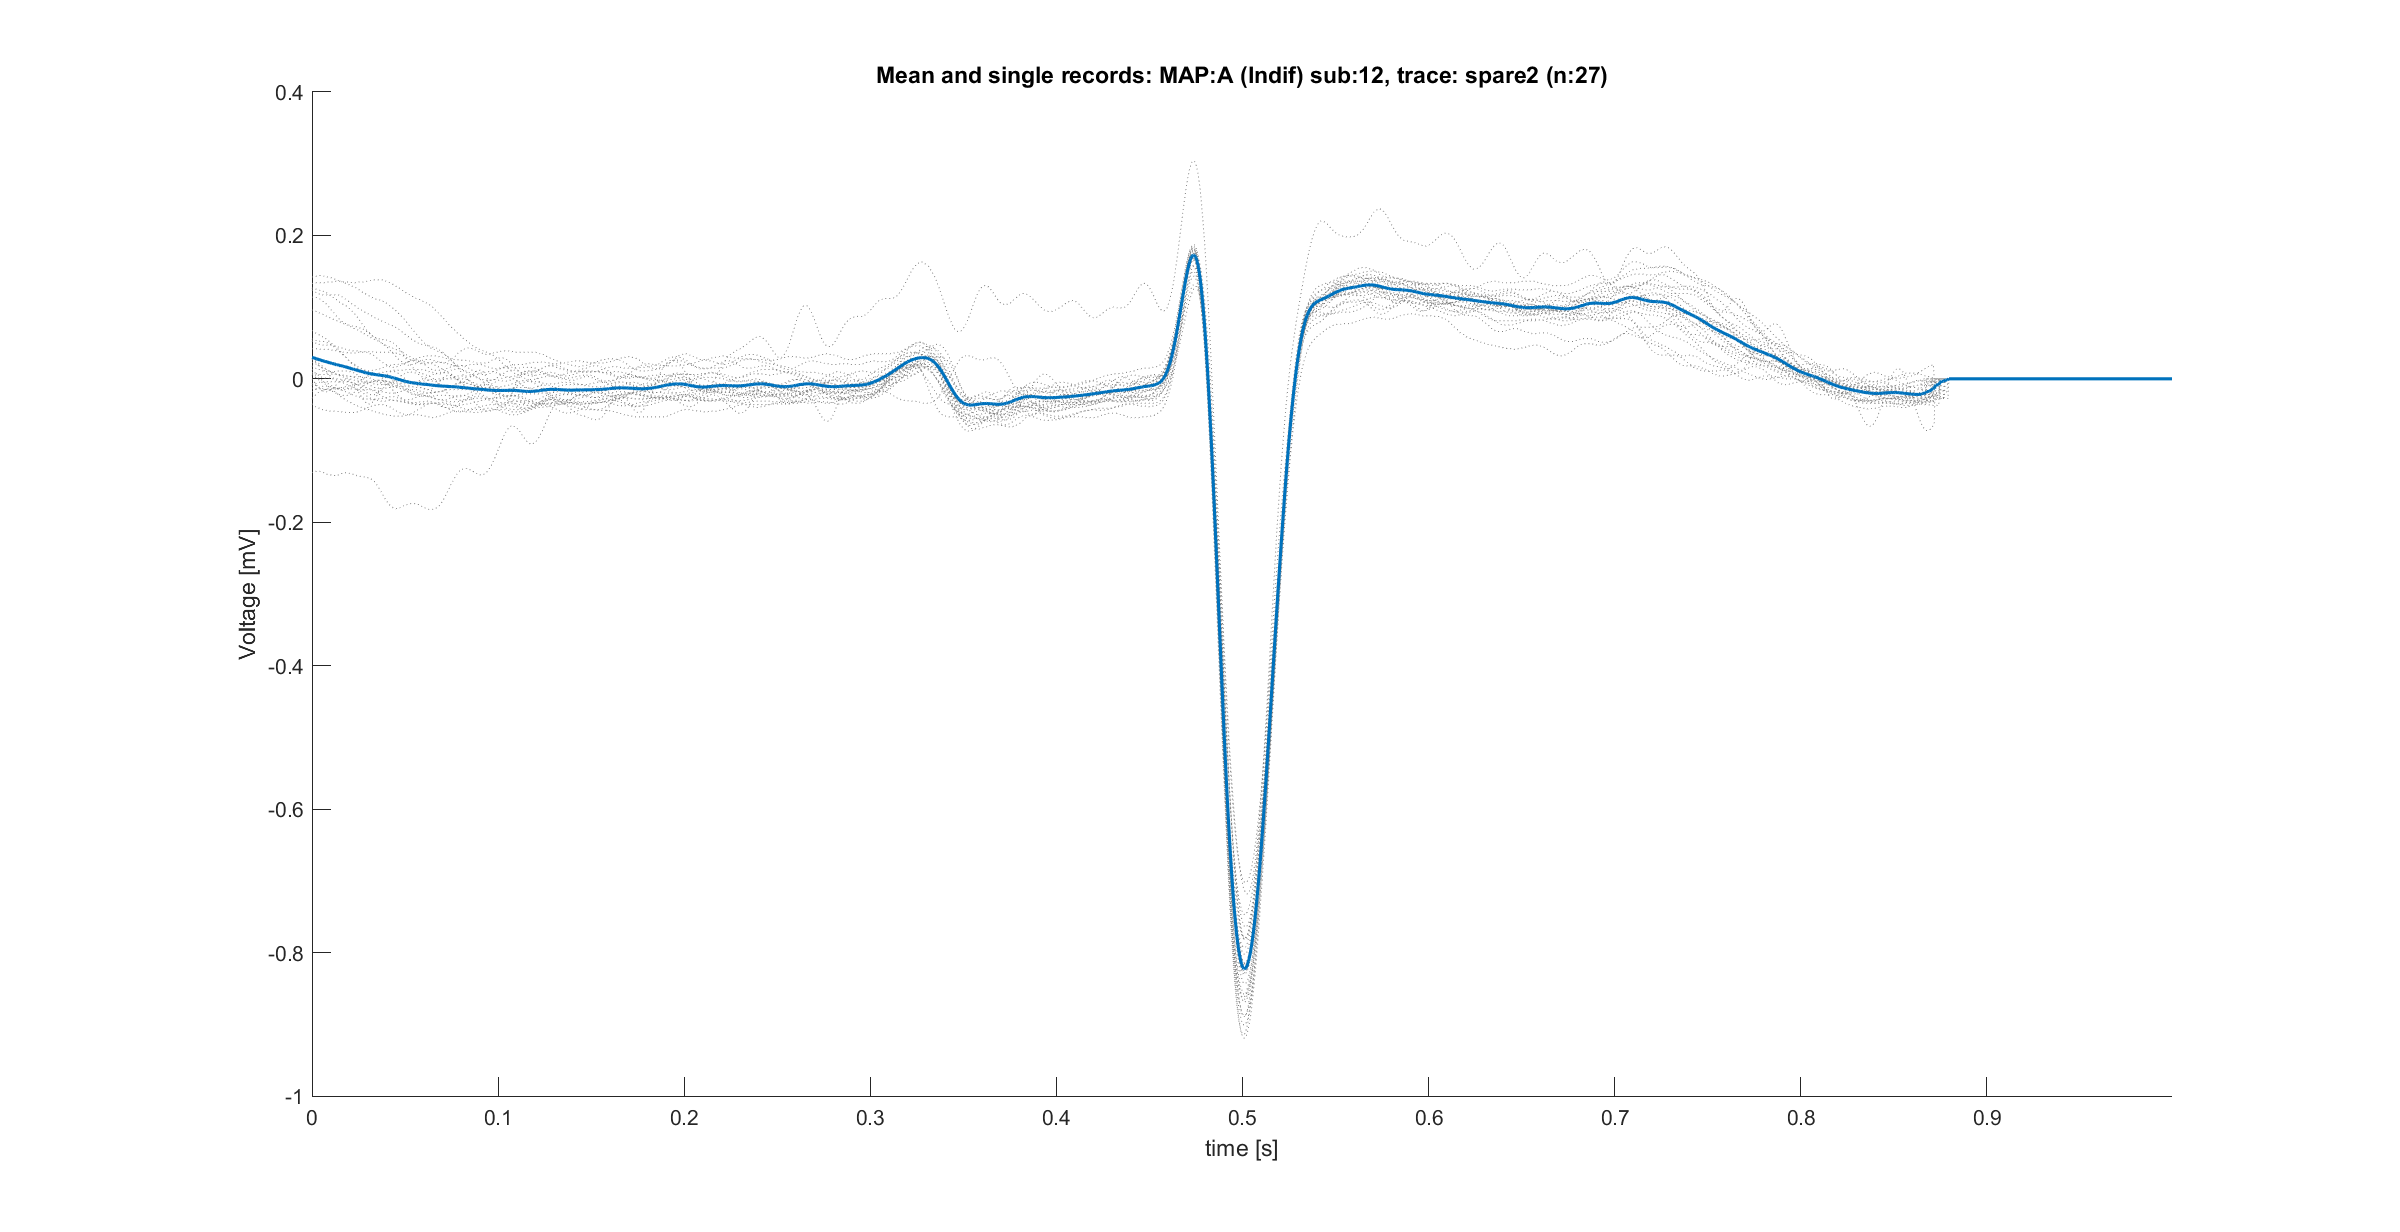 Mean and single records: MAP:A (Indif) sub:12, trace: spare2 (n:27)
0.4
0.2
0
-0.2
-0.4
-0.6
-0.8
-1
Voltage [mV]
0 0.1 0.2 0.3 0.4 0.5 0.6 0.7 0.8 0.9
time [s]